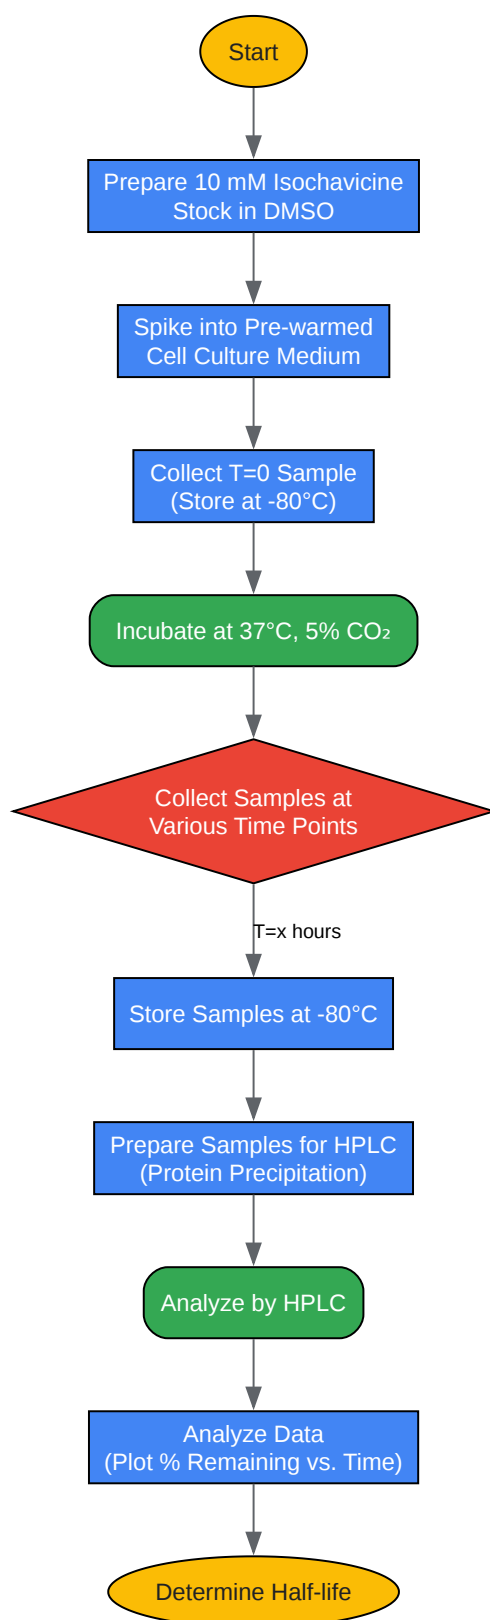 Start
Prepare 10 mM Isochavicine
Stock in DMSO
Spike into Pre-warmed
Cell Culture Medium
Collect T=0 Sample
(Store at -80°C)
Incubate at 37°C, 5% CO₂
Collect Samples at
Various Time Points
T=x hours
Store Samples at -80°C
Prepare Samples for HPLC
(Protein Precipitation)
Analyze by HPLC
Analyze Data
(Plot % Remaining vs. Time)
Determine Half-life